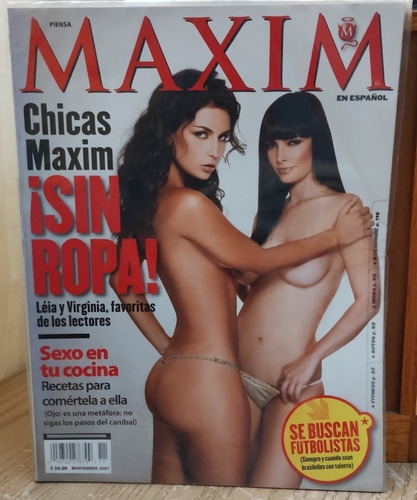 PIENSA
MAXIM
M
EN ESPAÑOL
Chicas
Maxim
¡SIN
ROPA!
Léia y Virginia, favoritas
de los lectores
Sexo en
tu cocina
Recetas para
comértela a ella
(Ojo: es una metáfora; no
sigas los pasos del caníbal)
SE BUSCAN
FUTBOLISTAS
(Siempre y cuando sean
brasileños con talento)
NOVIEMBRE 2007